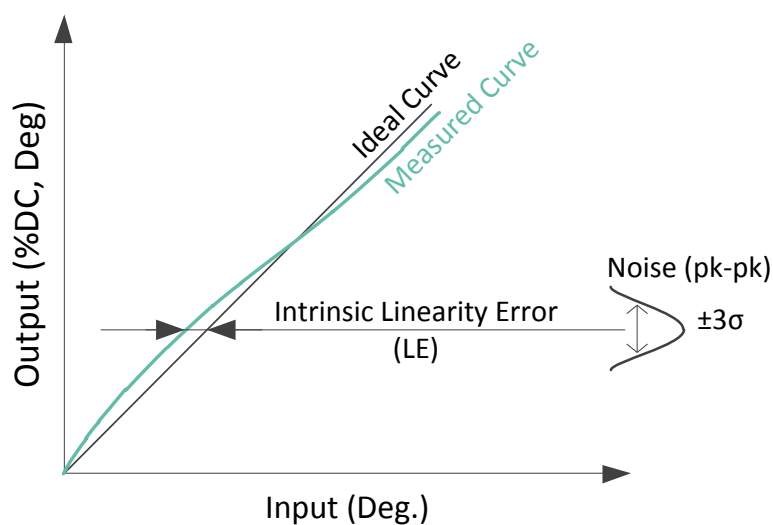 Output (%DC, Deg)
Ideal Curve
Measured Curve
Noise (pk-pk)
±3σ
Intrinsic Linearity Error
(LE)
Input (Deg.)